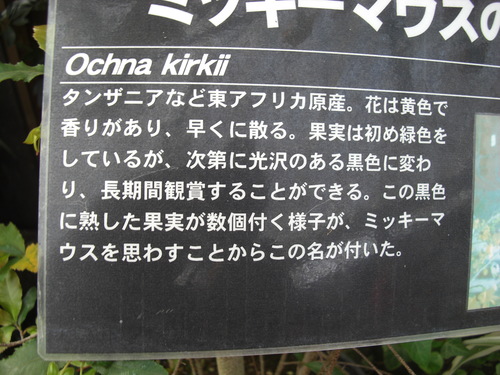 ミッキーマウスの
Ochna kirkii
タンザニアなど東アフリカ原産。花は黄色で
香りがあり、早くに散る。果実は初め緑色を
しているが、次第に光沢のある黒色に変わ
り、長期間観賞することができる。この黒色
に熟した果実が数個付く様子が、ミッキーマ
ウスを思わすことからこの名が付いた。